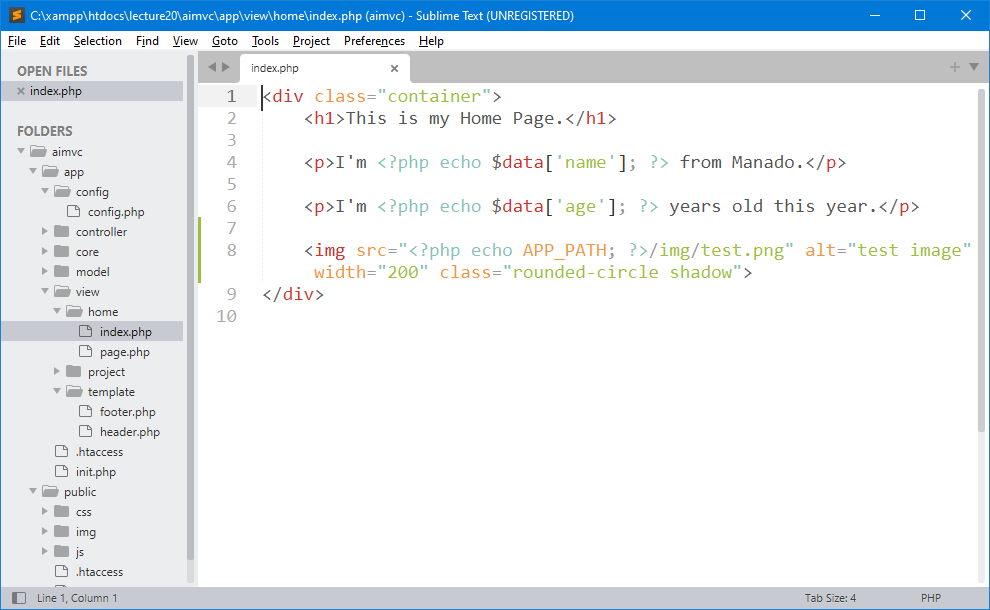 C:\xampp\htdocs\lecture20\aimvc\app\view\home\index.php (aimvc) - Sublime Text (UNREGISTERED)
File Edit Selection Find View Goto Tools Project Preferences Help
OPEN FILES
index.php
FOLDERS
aimvc
app
config
config.php
controller
core
model
view
home
index.php
page.php
project
template
footer.php
header.php
.htaccess
init.php
public
css
img
js
.htaccess
index.php
1 <div class="container">
2     <h1>This is my Home Page.</h1>
3
4     <p>I'm <?php echo $data['name']; ?> from Manado.</p>
5
6     <p>I'm <?php echo $data['age']; ?> years old this year.</p>
7
8     <img src="<?php echo APP_PATH; ?>/img/test.png" alt="test image"
width="200" class="rounded-circle shadow">
9 </div>
10
Line 1, Column 1 Tab Size: 4 PHP